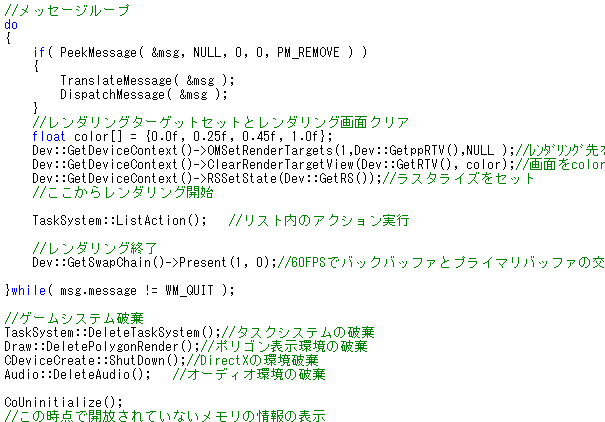 //メッセージループ
do
{
    if( PeekMessage( &msg, NULL, 0, 0, PM_REMOVE ) )
    {
        TranslateMessage( &msg );
        DispatchMessage( &msg );
    }
    //レンダリングターゲットセットとレンダリング画面クリア
    float color[] = {0.0f, 0.25f, 0.45f, 1.0f};
    Dev::GetDeviceContext()->OMSetRenderTargets(1,Dev::GetppRTV(),NULL );//ﾚﾝﾀﾞﾘﾝｸﾞ先を
    Dev::GetDeviceContext()->ClearRenderTargetView(Dev::GetRTV(), color);//画面をcolor
    Dev::GetDeviceContext()->RSSetState(Dev::GetRS());//ラスタライズをセット
    //ここからレンダリング開始
    TaskSystem::ListAction();   //リスト内のアクション実行
    //レンダリング終了
    Dev::GetSwapChain()->Present(1, 0);//60FPSでバックバッファとプライマリバッファの交
}while( msg.message != WM_QUIT );
//ゲームシステム破棄
TaskSystem::DeleteTaskSystem();//タスクシステムの破棄
Draw::DeletePolygonRender();//ポリゴン表示環境の破棄
CDeviceCreate::ShutDown();//DirectXの環境破棄
Audio::DeleteAudio();   //オーディオ環境の破棄
CoUninitialize();
//この時点で開放されていないメモリの情報の表示